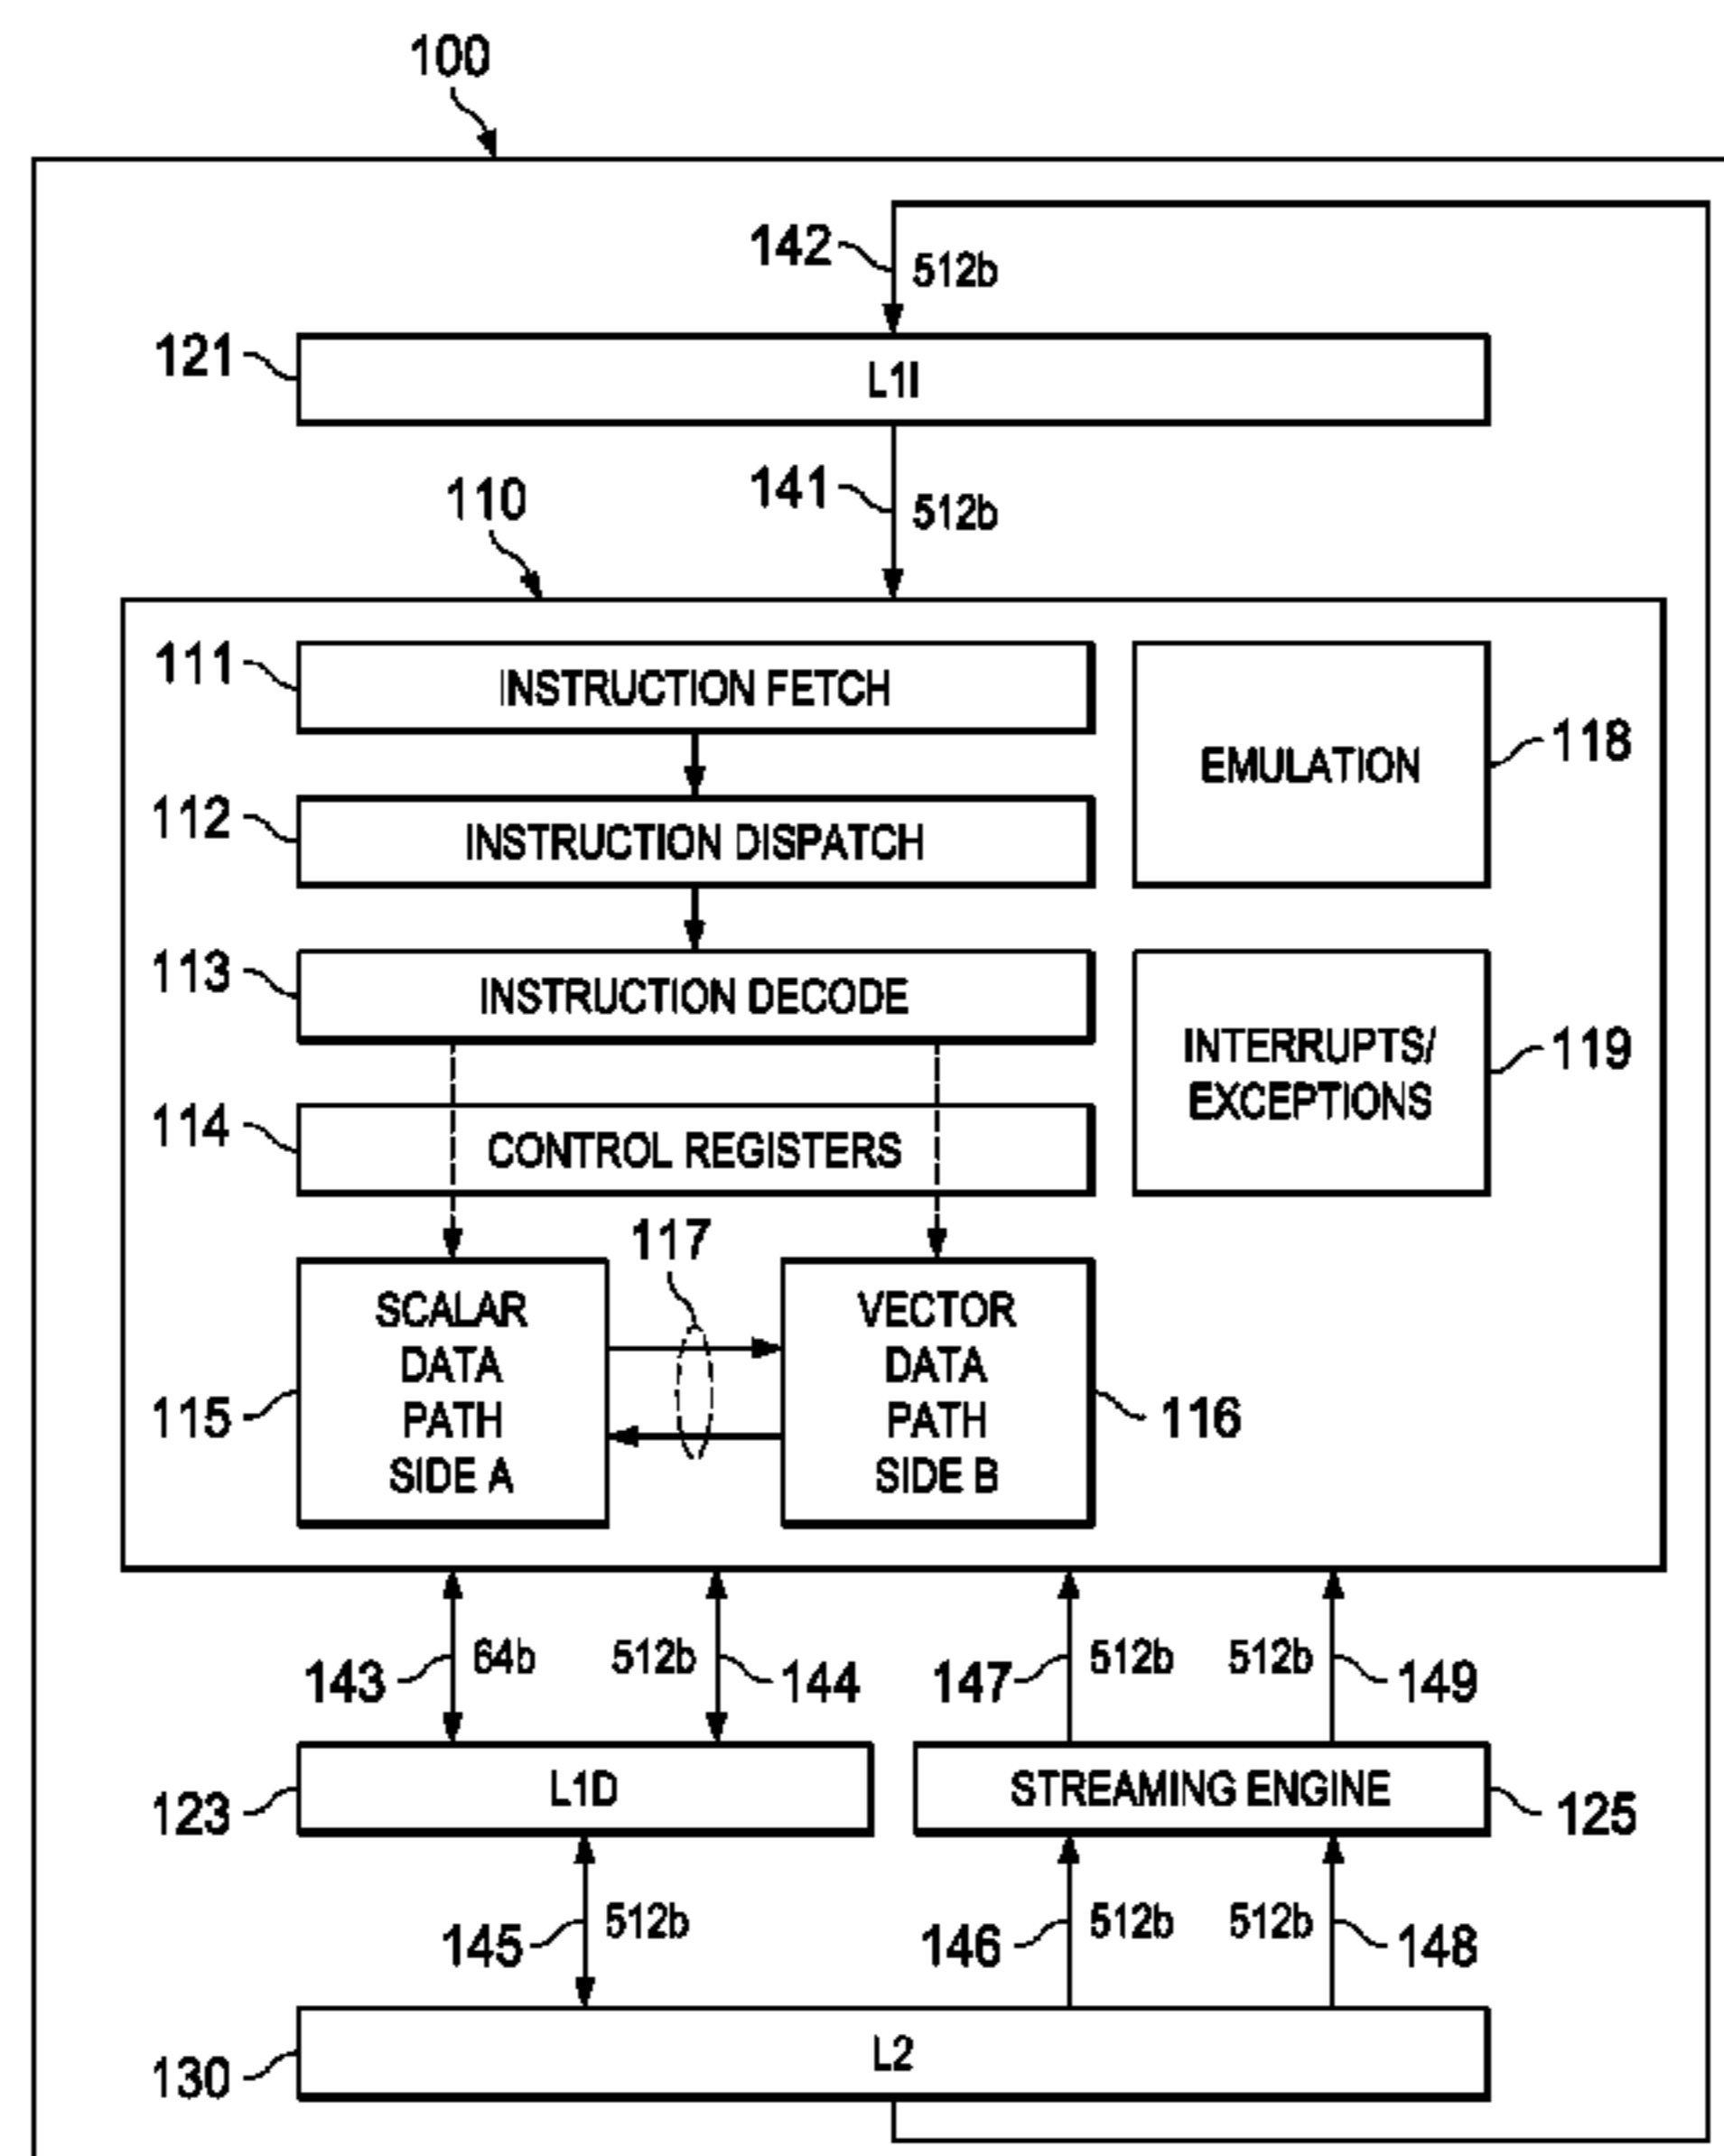 100
142
512b
121
L1I
141
512b
110
111
INSTRUCTION FETCH
EMULATION
118
112
INSTRUCTION DISPATCH
113
INSTRUCTION DECODE
INTERRUPTS/
EXCEPTIONS
119
114
CONTROL REGISTERS
117
115
SCALAR
DATA
PATH
SIDE A
VECTOR
DATA
PATH
SIDE B
116
143
64b
512b
144
147
512b
512b
149
123
L1D
STREAMING ENGINE
125
145
512b
146
512b
512b
148
130
L2